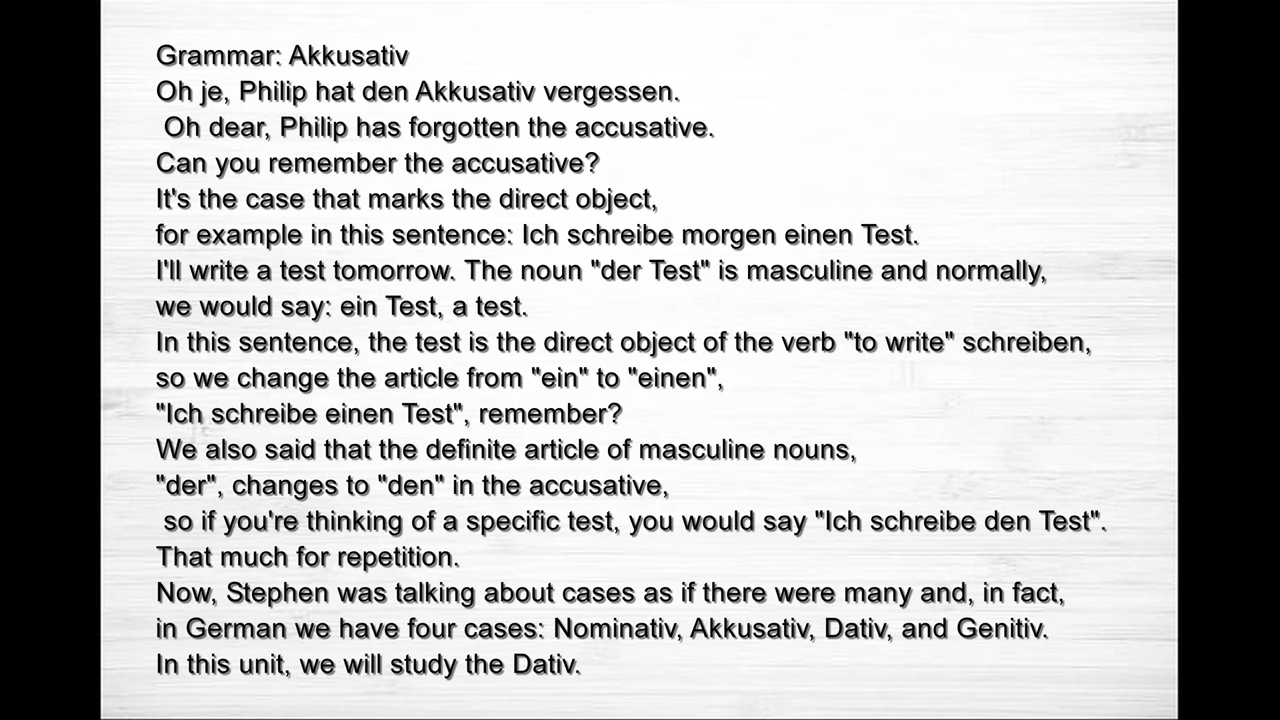 Grammar: Akkusativ
Oh je, Philip hat den Akkusativ vergessen.
Oh dear, Philip has forgotten the accusative.
Can you remember the accusative?
It's the case that marks the direct object,
for example in this sentence: Ich schreibe morgen einen Test.
I'll write a test tomorrow. The noun "der Test" is masculine and normally,
we would say: ein Test, a test.
In this sentence, the test is the direct object of the verb "to write" schreiben,
so we change the article from "ein" to "einen",
"Ich schreibe einen Test", remember?
We also said that the definite article of masculine nouns,
"der", changes to "den" in the accusative,
so if you're thinking of a specific test, you would say "Ich schreibe den Test".
That much for repetition.
Now, Stephen was talking about cases as if there were many and, in fact,
in German we have four cases: Nominativ, Akkusativ, Dativ, and Genitiv.
In this unit, we will study the Dativ.